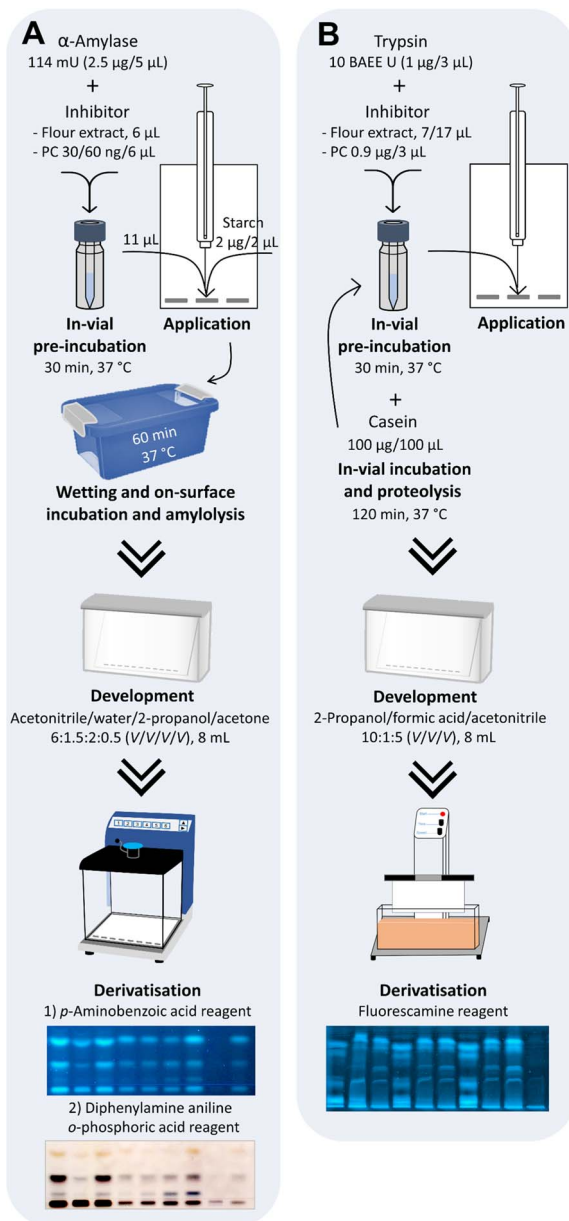 A
α-Amylase
114 mU (2.5 µg/5 µL)
+
Inhibitor
- Flour extract, 6 µL
- PC 30/60 ng/6 µL
11 µL
Starch
2 µg/2 µL
In-vial
pre-incubation
30 min, 37 °C
Application
60 min
37 °C
Wetting and on-surface
incubation and amylolysis
Development
Acetonitrile/water/2-propanol/acetone
6:1.5:2:0.5 (V/V/V/V), 8 mL
1 2 3 4 5 6
Derivatisation
1) p-Aminobenzoic acid reagent
2) Diphenylamine aniline
o-phosphoric acid reagent
B
Trypsin
10 BAEE U (1 µg/3 µL)
+
Inhibitor
- Flour extract, 7/17 µL
- PC 0.9 µg/3 µL
In-vial
pre-incubation
30 min, 37 °C
Application
+
Casein
100 µg/100 µL
In-vial incubation
and proteolysis
120 min, 37 °C
Development
2-Propanol/formic acid/acetonitrile
10:1:5 (V/V/V), 8 mL
Derivatisation
Fluorescamine reagent